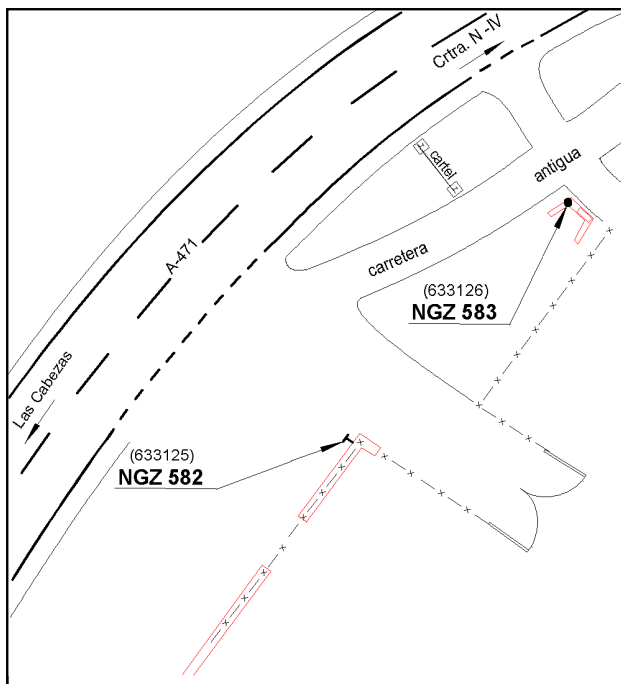 Crtra. N -IV
cartel
antigua
A-471
carretera
(633126)
NGZ 583
Las Cabezas
(633125)
NGZ 582